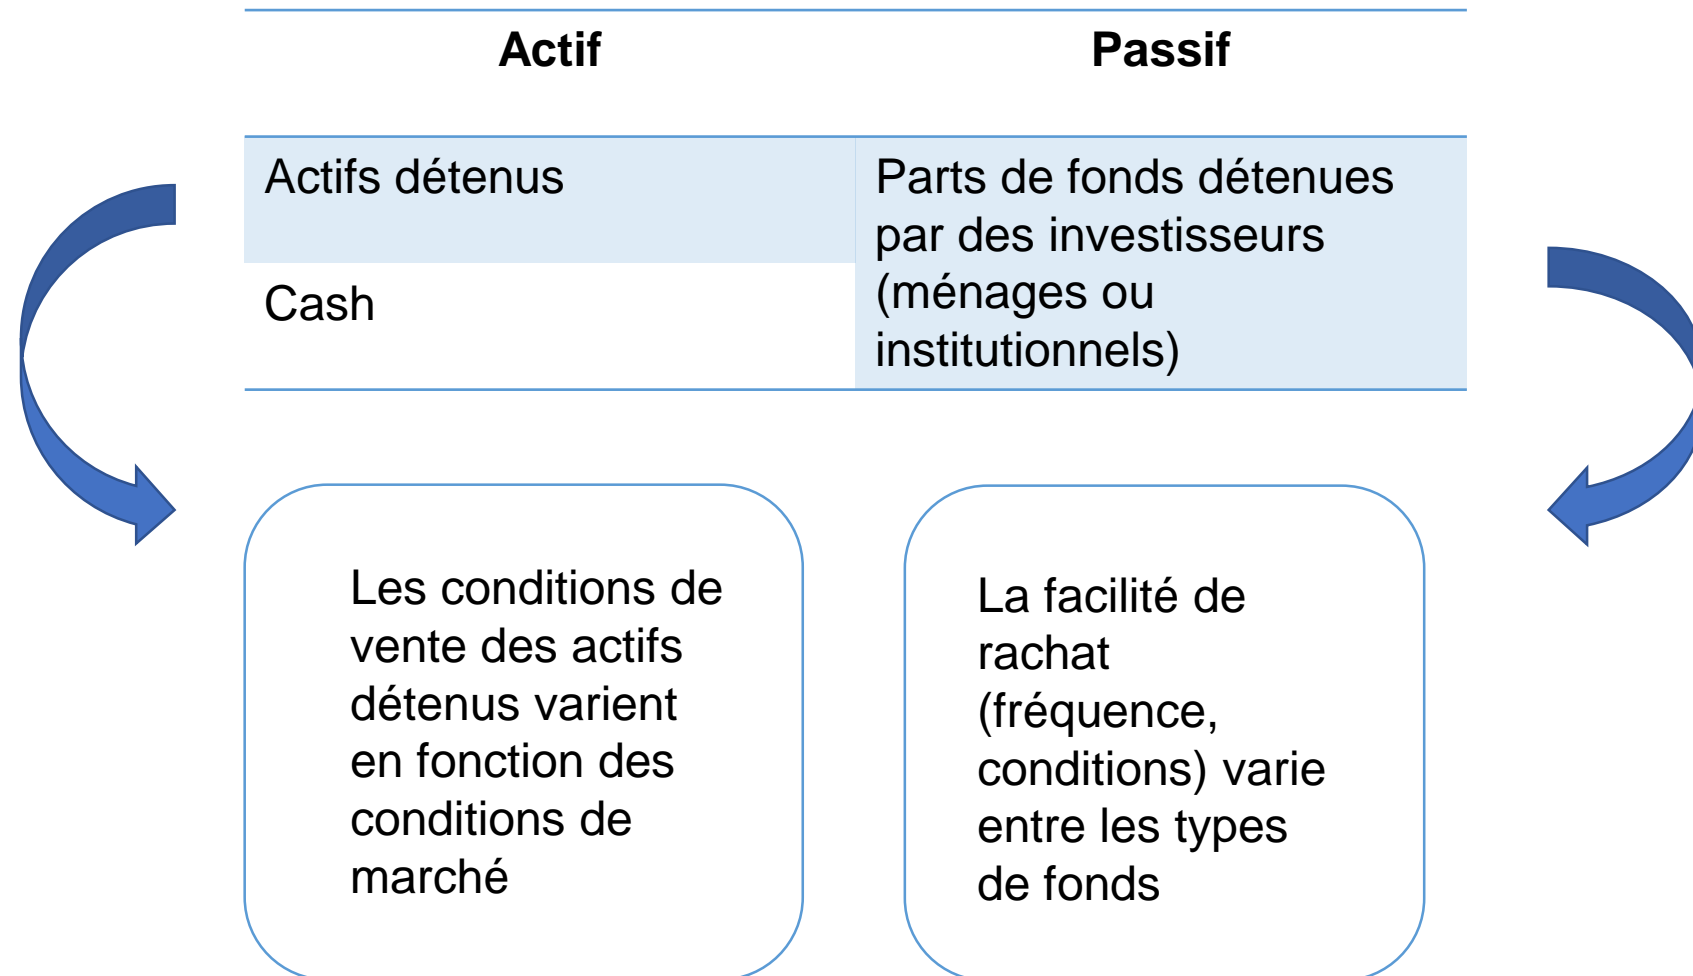 Actif
Passif
Actifs détenus
Cash
Parts de fonds détenues
par des investisseurs
(ménages ou
institutionnels)
Les conditions de
vente des actifs
détenus varient
en fonction des
conditions de
marché
La facilité de
rachat
(fréquence,
conditions) varie
entre les types
de fonds